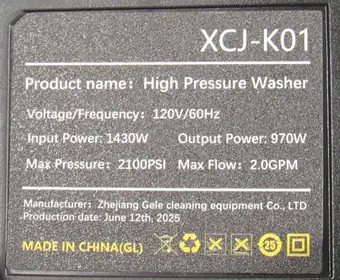 XCJ-K01
Product name: High Pressure Washer
Voltage/Frequency: 120V/60Hz
Input Power: 1430W Output Power: 970W
Max Pressure: 2100PSI Max Flow: 2.0GPM
Manufacturer: Zhejiang Gele cleaning equipment Co., LTD
Production date: June 12th, 2025
MADE IN CHINA(GL) 25